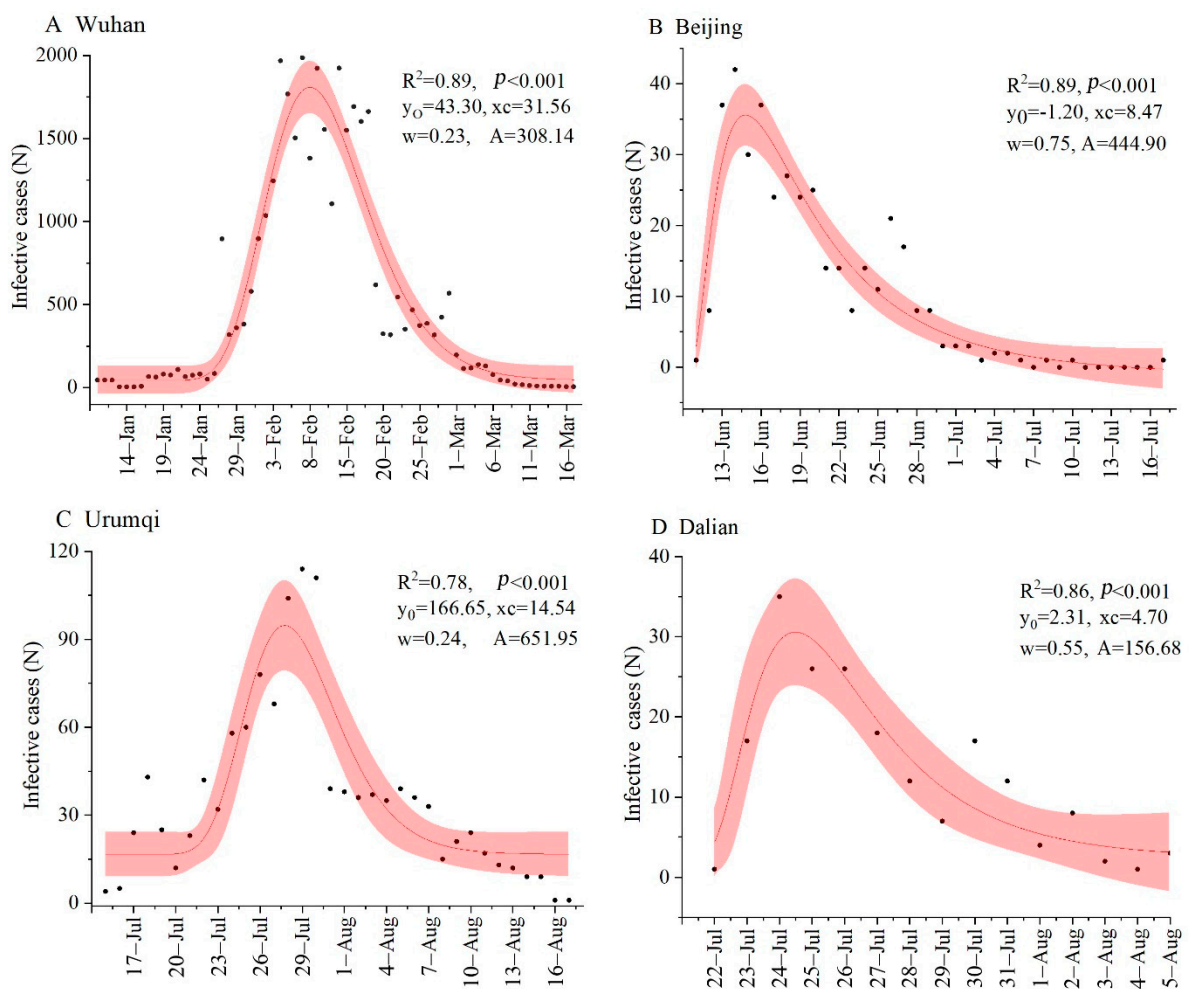 A Wuhan
R²=0.89, p<0.001
yO=43.30, xc=31.56
w=0.23, A=308.14
Infective cases (N)
2000
1500
1000
500
0
14–Jan
19–Jan
24–Jan
29–Jan
3–Feb
8–Feb
15–Feb
20–Feb
25–Feb
1–Mar
6–Mar
11–Mar
16–Mar
B Beijing
R²=0.89, p<0.001
y0=-1.20, xc=8.47
w=0.75, A=444.90
Infective cases (N)
40
30
20
10
0
13–Jun
16–Jun
19–Jun
22–Jun
25–Jun
28–Jun
1–Jul
4–Jul
7–Jul
10–Jul
13–Jul
16–Jul
C Urumqi
R²=0.78, p<0.001
y0=166.65, xc=14.54
w=0.24, A=651.95
Infective cases (N)
120
90
60
30
0
17–Jul
20–Jul
23–Jul
26–Jul
29–Jul
1–Aug
4–Aug
7–Aug
10–Aug
13–Aug
16–Aug
D Dalian
R²=0.86, p<0.001
y0=2.31, xc=4.70
w=0.55, A=156.68
Infective cases (N)
40
30
20
10
0
22–Jul
23–Jul
24–Jul
25–Jul
26–Jul
27–Jul
28–Jul
29–Jul
30–Jul
31–Jul
1–Aug
2–Aug
3–Aug
4–Aug
5–Aug